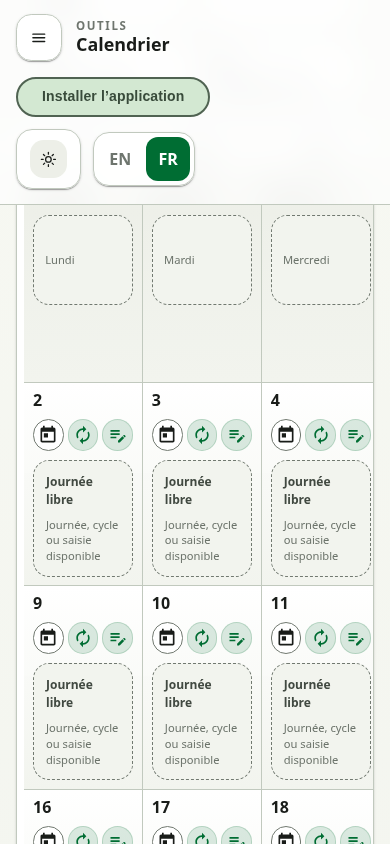 OUTILS
Calendrier
Installer l’application
EN FR
Lundi Mardi Mercredi
2 3 4
Journée Journée Journée
libre libre libre
Journée, cycle Journée, cycle Journée, cycle
ou saisie ou saisie ou saisie
disponible disponible disponible
9 10 11
Journée Journée Journée
libre libre libre
Journée, cycle Journée, cycle Journée, cycle
ou saisie ou saisie ou saisie
disponible disponible disponible
16 17 18